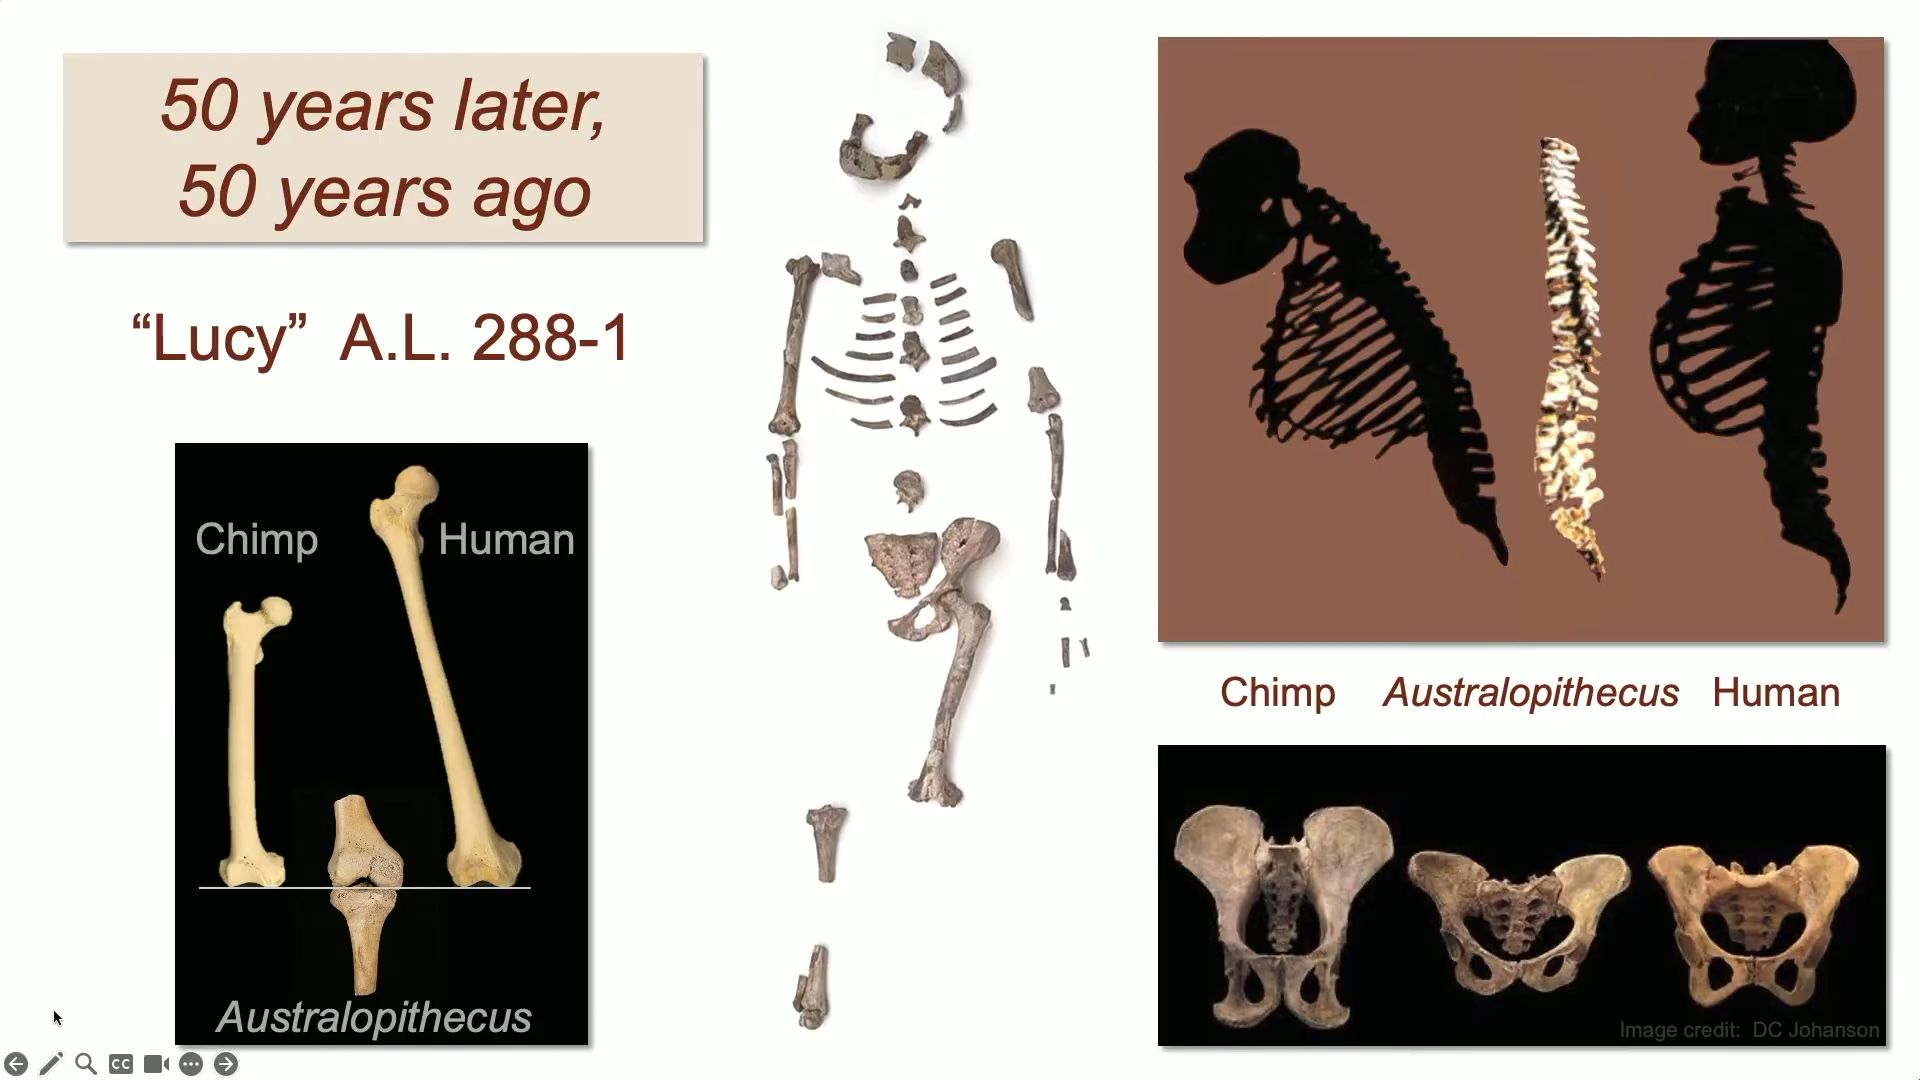 50 years later,
50 years ago
“Lucy” A.L. 288-1
Chimp
Human
Australopithecus
Chimp
Australopithecus
Human
Image credit: DC Johanson
CC